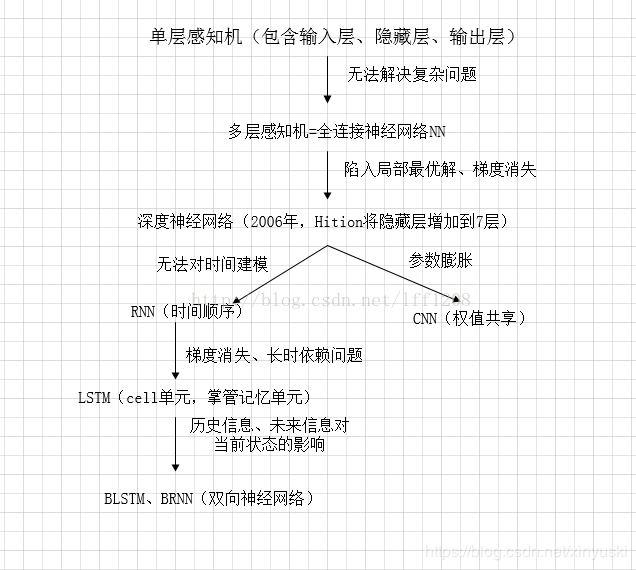 单层感知机（包含输入层、隐藏层、输出层）
无法解决复杂问题
多层感知机=全连接神经网络NN
陷入局部最优解、梯度消失
深度神经网络（2006年，Hition将隐藏层增加到7层）
无法对时间建模
参数膨胀
http://blog.csdn.net/lff1208
RNN（时间顺序）
CNN（权值共享）
梯度消失、长时依赖问题
LSTM（cell单元，掌管记忆单元）
历史信息、未来信息对
当前状态的影响
BLSTM、BRNN（双向神经网络）
https://blog.csdn.net/xinyuski